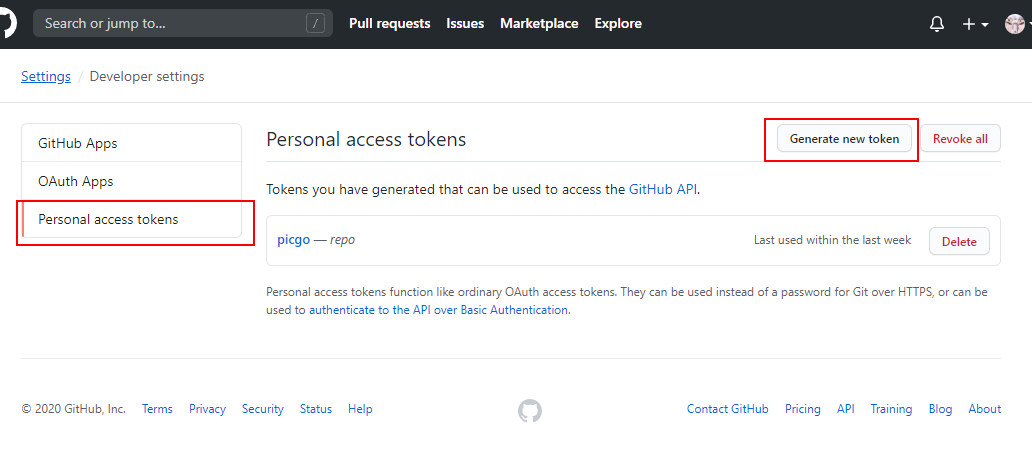 Search or jump to... / Pull requests Issues Marketplace Explore
Settings / Developer settings
GitHub Apps
OAuth Apps
Personal access tokens
Personal access tokens Generate new token Revoke all
Tokens you have generated that can be used to access the GitHub API.
picgo — repo Last used within the last week Delete
Personal access tokens function like ordinary OAuth access tokens. They can be used instead of a password for Git over HTTPS, or can be
used to authenticate to the API over Basic Authentication.
© 2020 GitHub, Inc. Terms Privacy Security Status Help Contact GitHub Pricing API Training Blog About